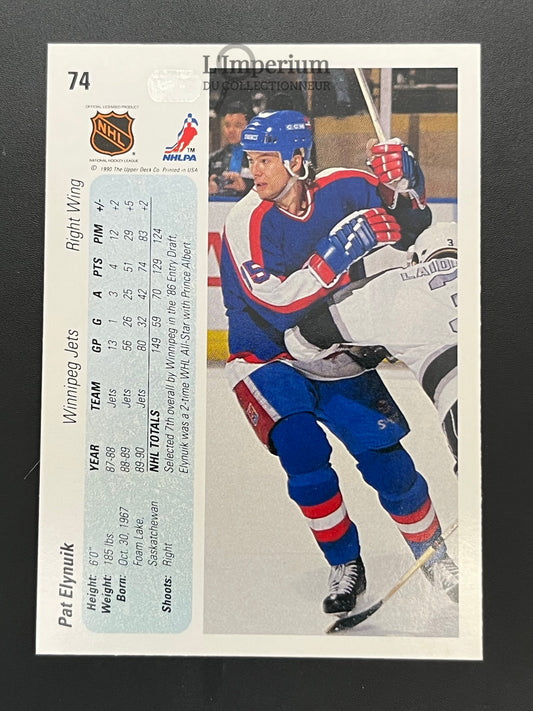 L'Imperium
DU COLLECTIONNEUR
74
OFFICIAL LICENSED PRODUCT
NHL
NATIONAL HOCKEY LEAGUE
TM
NHLPA
© 1990 The Upper Deck Co. Printed in USA
Pat Elynuik Winnipeg Jets Right Wing
Height: 6'0"
Weight: 185 lbs
Born: Oct. 30, 1967
Foam Lake,
Saskatchewan
Shoots: Right
YEAR TEAM GP G A PTS PIM +/-
87-88 Jets 13 1 3 4 12 +2
88-89 Jets 56 26 25 51 29 +5
89-90 Jets 80 32 42 74 83 +2
NHL TOTALS 149 59 70 129 124
Selected 7th overall by Winnipeg in the '86 Entry Draft,
Elynuik was a 2-time WHL All-Star with Prince Albert
3
LAID